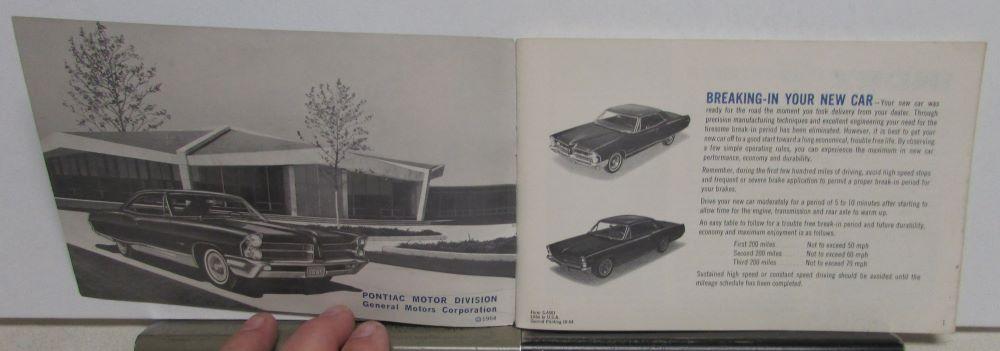 PONTIAC MOTOR DIVISION
General Motors Corporation
© 1964
BREAKING-IN YOUR NEW CAR—Your new car was
ready for the road the moment you took delivery from your dealer. Through
precision manufacturing techniques and excellent engineering your need for the
tiresome break-in period has been eliminated. However, it is best to get your
new car off to a good start toward a long economical, trouble free life. By observing
a few simple operating rules, you can experience the maximum in new car
performance, economy and durability.
Remember, during the first few hundred miles of driving, avoid high speed stops
and frequent or severe brake application to permit a proper break-in period for
your brakes.
Drive your new car moderately for a period of 5 to 10 minutes after starting to
allow time for the engine, transmission and rear axle to warm up.
An easy table to follow for a trouble free break-in period and future durability,
economy and maximum enjoyment is as follows.
First 200 miles Not to exceed 50 mph
Second 200 miles Not to exceed 60 mph
Third 200 miles Not to exceed 70 mph
Sustained high speed or constant speed driving should be avoided until the
mileage schedule has been completed.
in U.S.A.
Second Printing 10-64
1